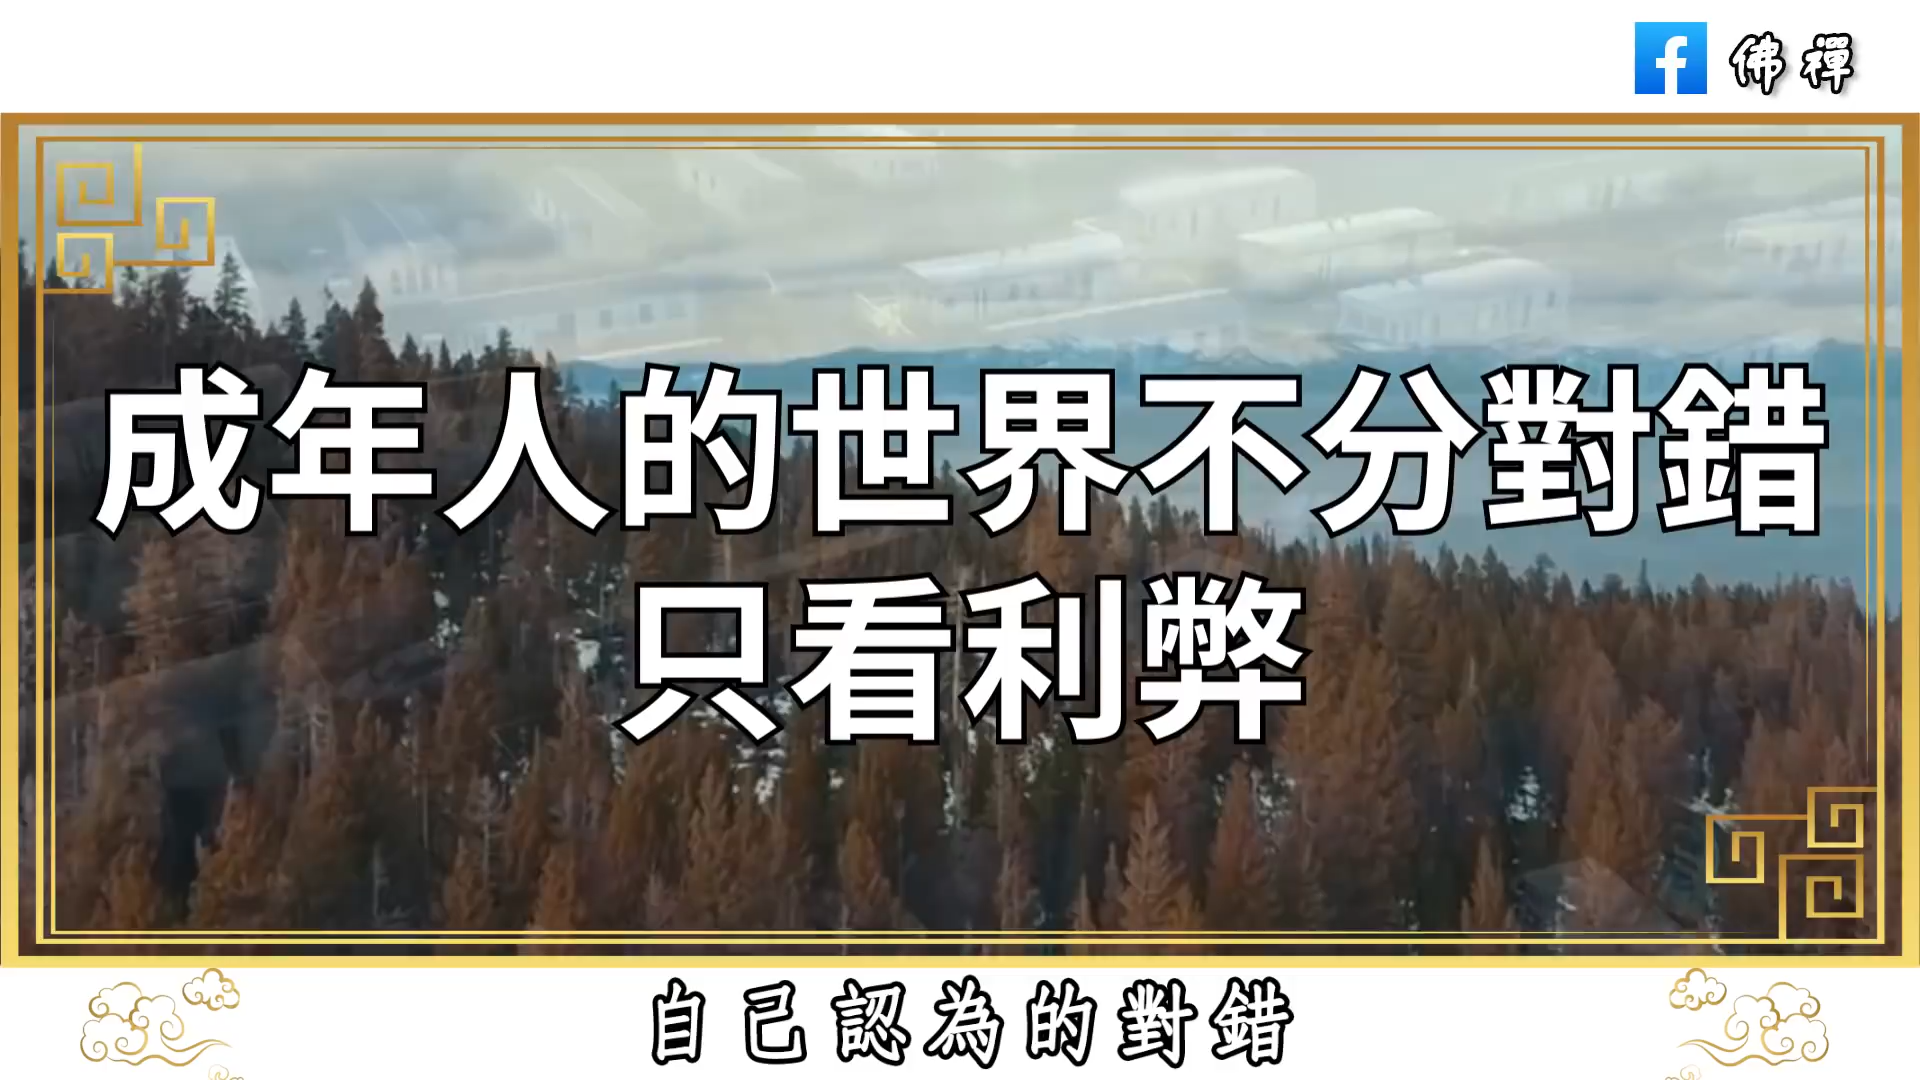 佛禪
成年人的世界不分對錯
只看利弊
自己認為的對錯